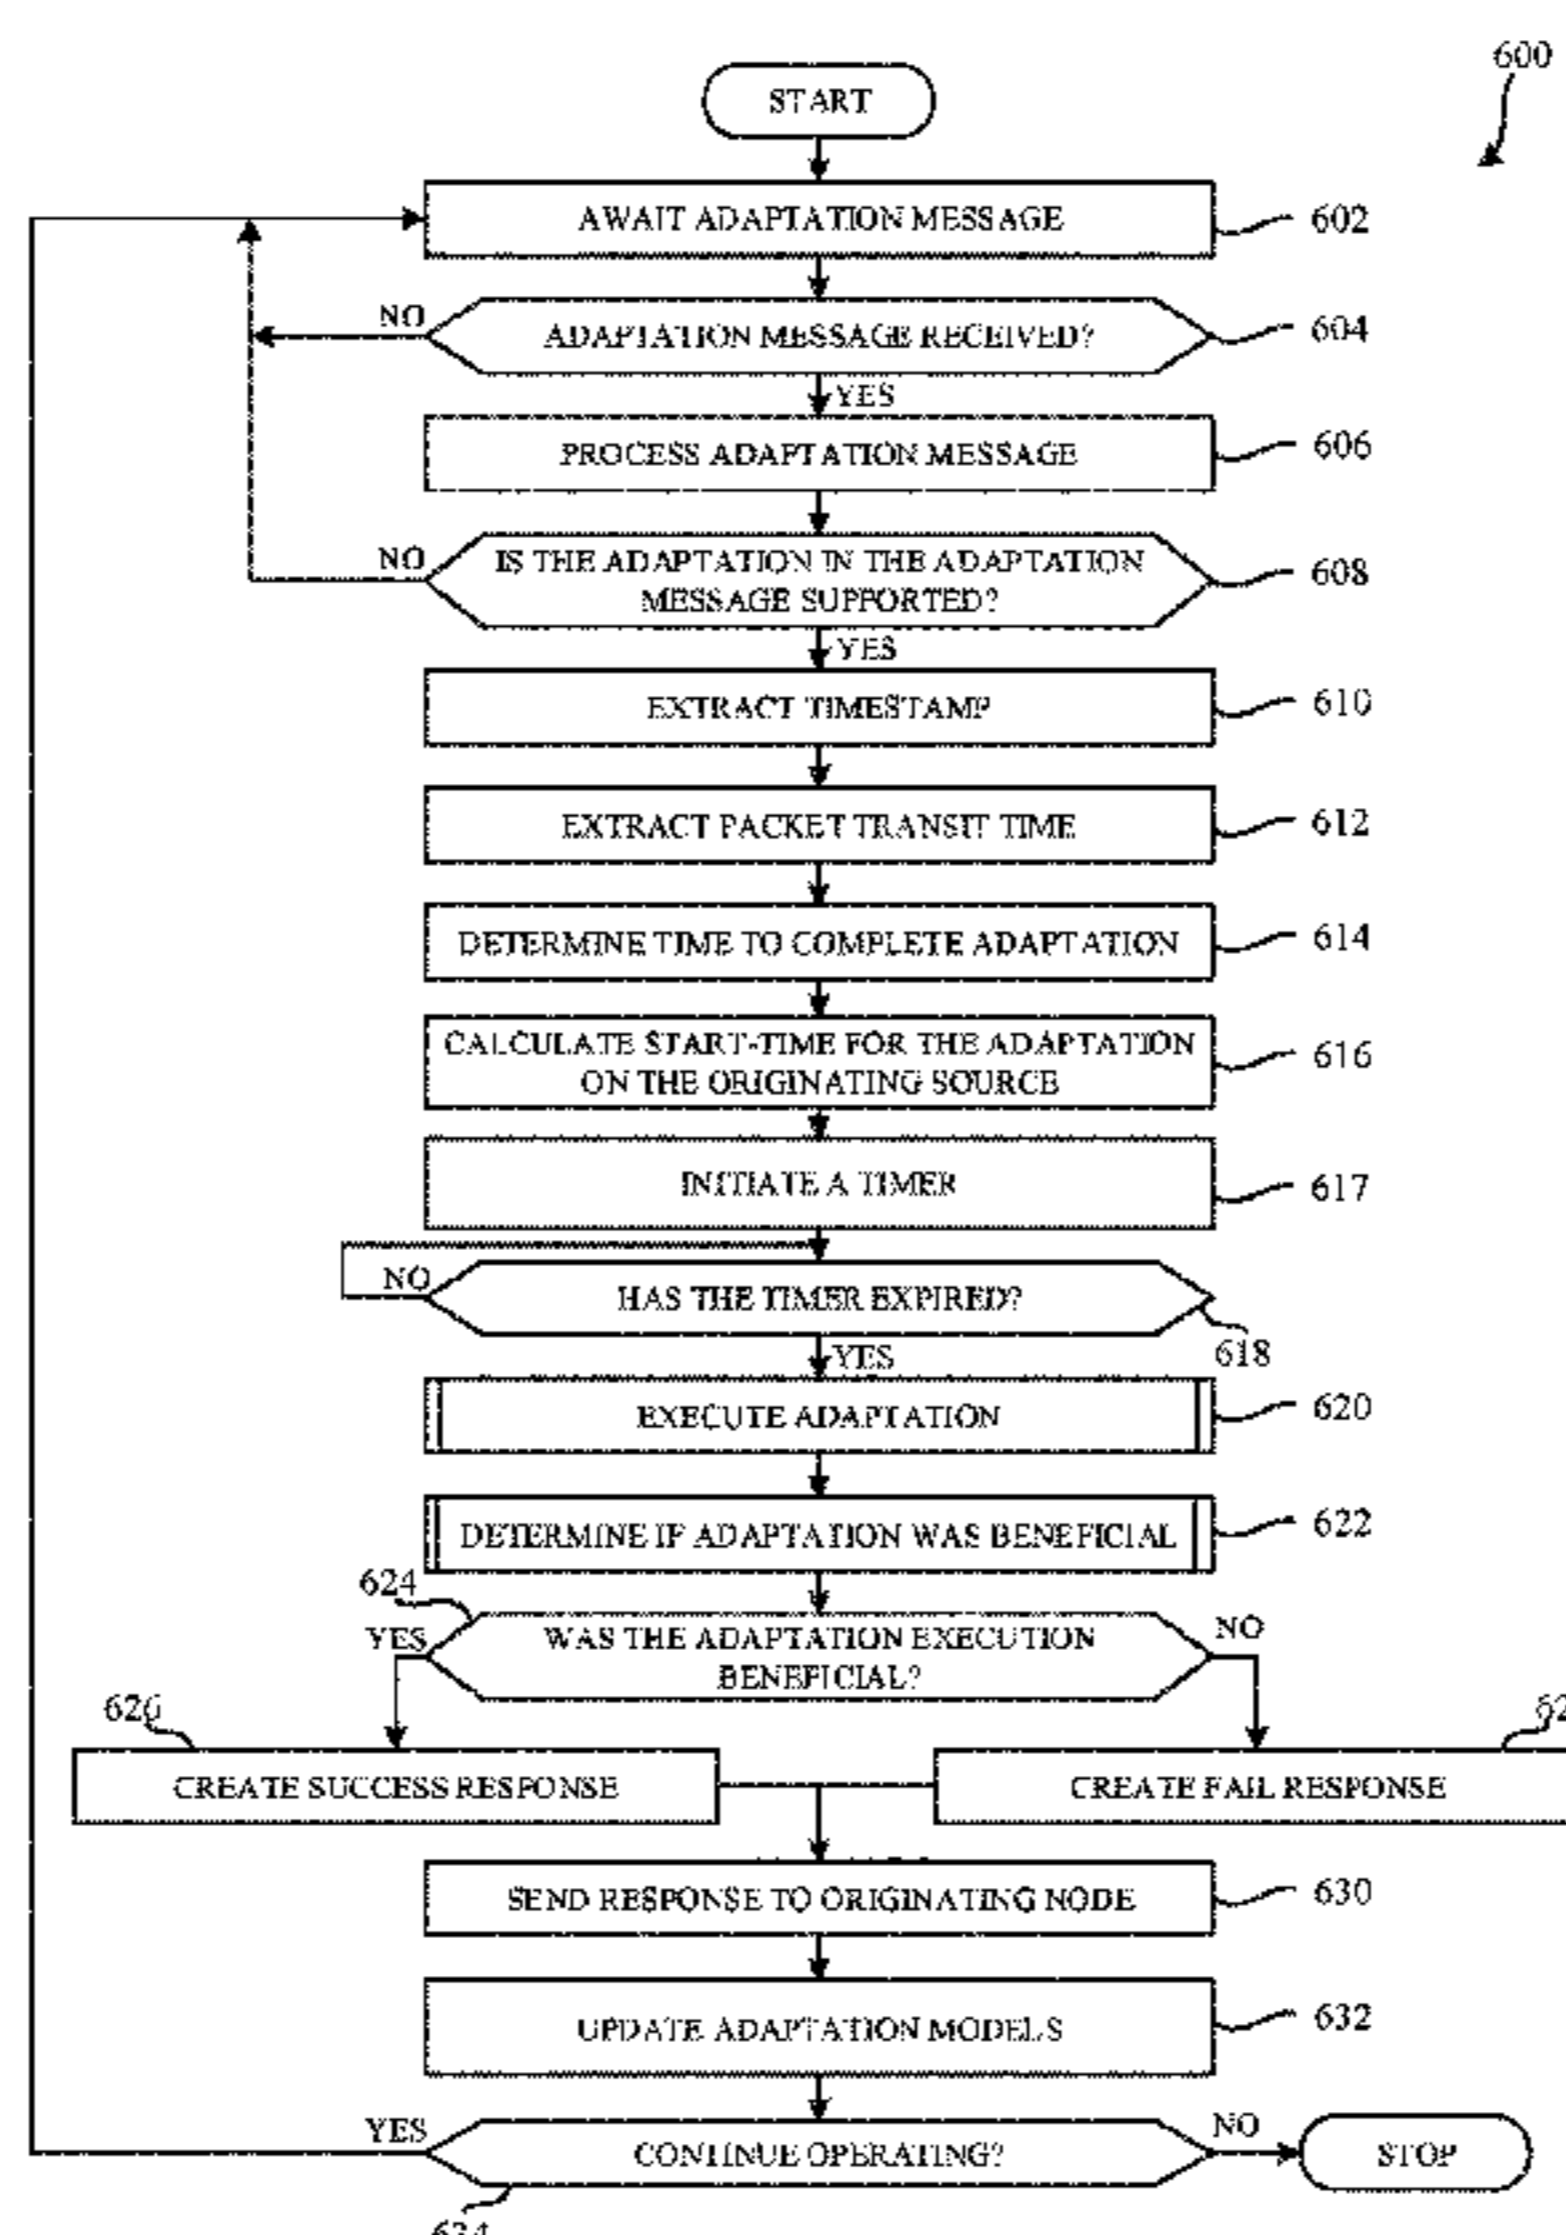 600
START
AWAIT ADAPTATION MESSAGE
602
NO
ADAPTATION MESSAGE RECEIVED?
604
YES
PROCESS ADAPTATION MESSAGE
606
NO
IS THE ADAPTATION IN THE ADAPTATION
MESSAGE SUPPORTED?
608
YES
EXTRACT TIMESTAMP
610
EXTRACT PACKET TRANSIT TIME
612
DETERMINE TIME TO COMPLETE ADAPTATION
614
CALCULATE START-TIME FOR THE ADAPTATION
ON THE ORIGINATING SOURCE
616
INITIATE A TIMER
617
NO
HAS THE TIMER EXPIRED?
618
YES
EXECUTE ADAPTATION
620
DETERMINE IF ADAPTATION WAS BENEFICIAL
622
624
YES
WAS THE ADAPTATION EXECUTION
BENEFICIAL?
NO
626
CREATE SUCCESS RESPONSE
CREATE FAIL RESPONSE
SEND RESPONSE TO ORIGINATING NODE
630
UPDATE ADAPTATION MODELS
632
YES
CONTINUE OPERATING?
NO
STOP
634